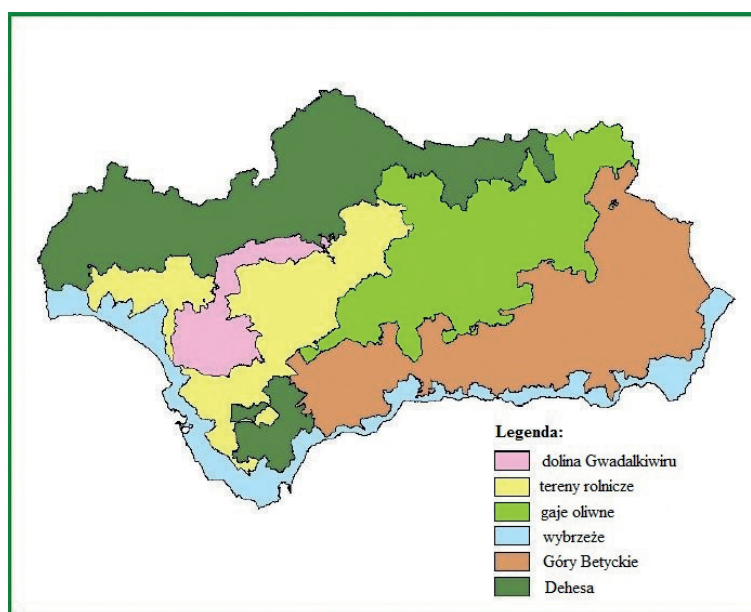 Legenda:
dolina Gwadalkiwiru
tereny rolnicze
gaje oliwne
wybrzeże
Góry Betyckie
Dehesa